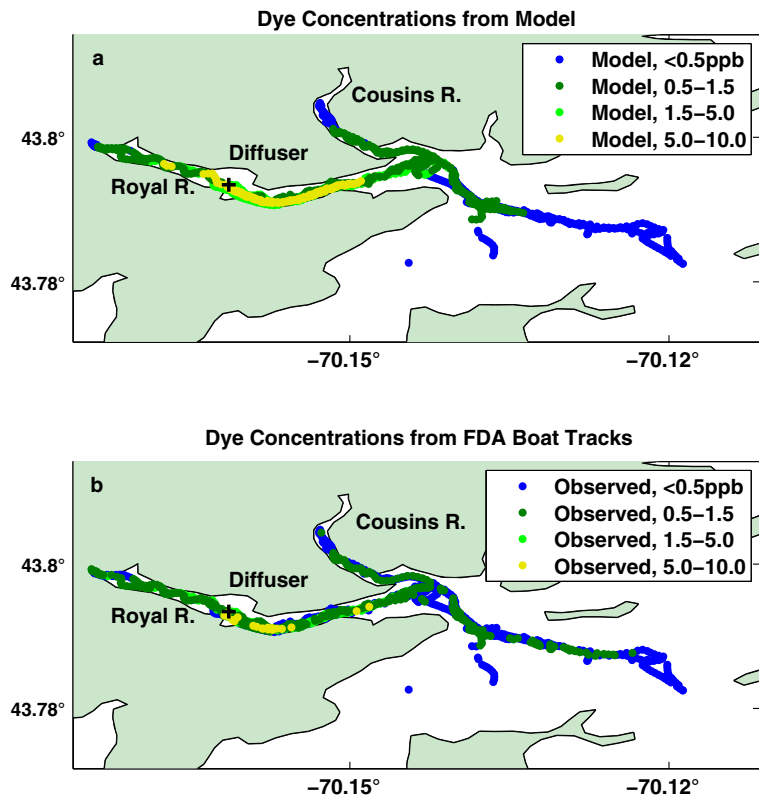 Dye Concentrations from Model
a
Model, <0.5ppb
Model, 0.5−1.5
Model, 1.5−5.0
Model, 5.0−10.0
Cousins R.
43.8°
Diffuser
Royal R.
43.78°
−70.15°
−70.12°
Dye Concentrations from FDA Boat Tracks
b
Observed, <0.5ppb
Observed, 0.5−1.5
Observed, 1.5−5.0
Observed, 5.0−10.0
Cousins R.
43.8°
Diffuser
Royal R.
43.78°
−70.15°
−70.12°